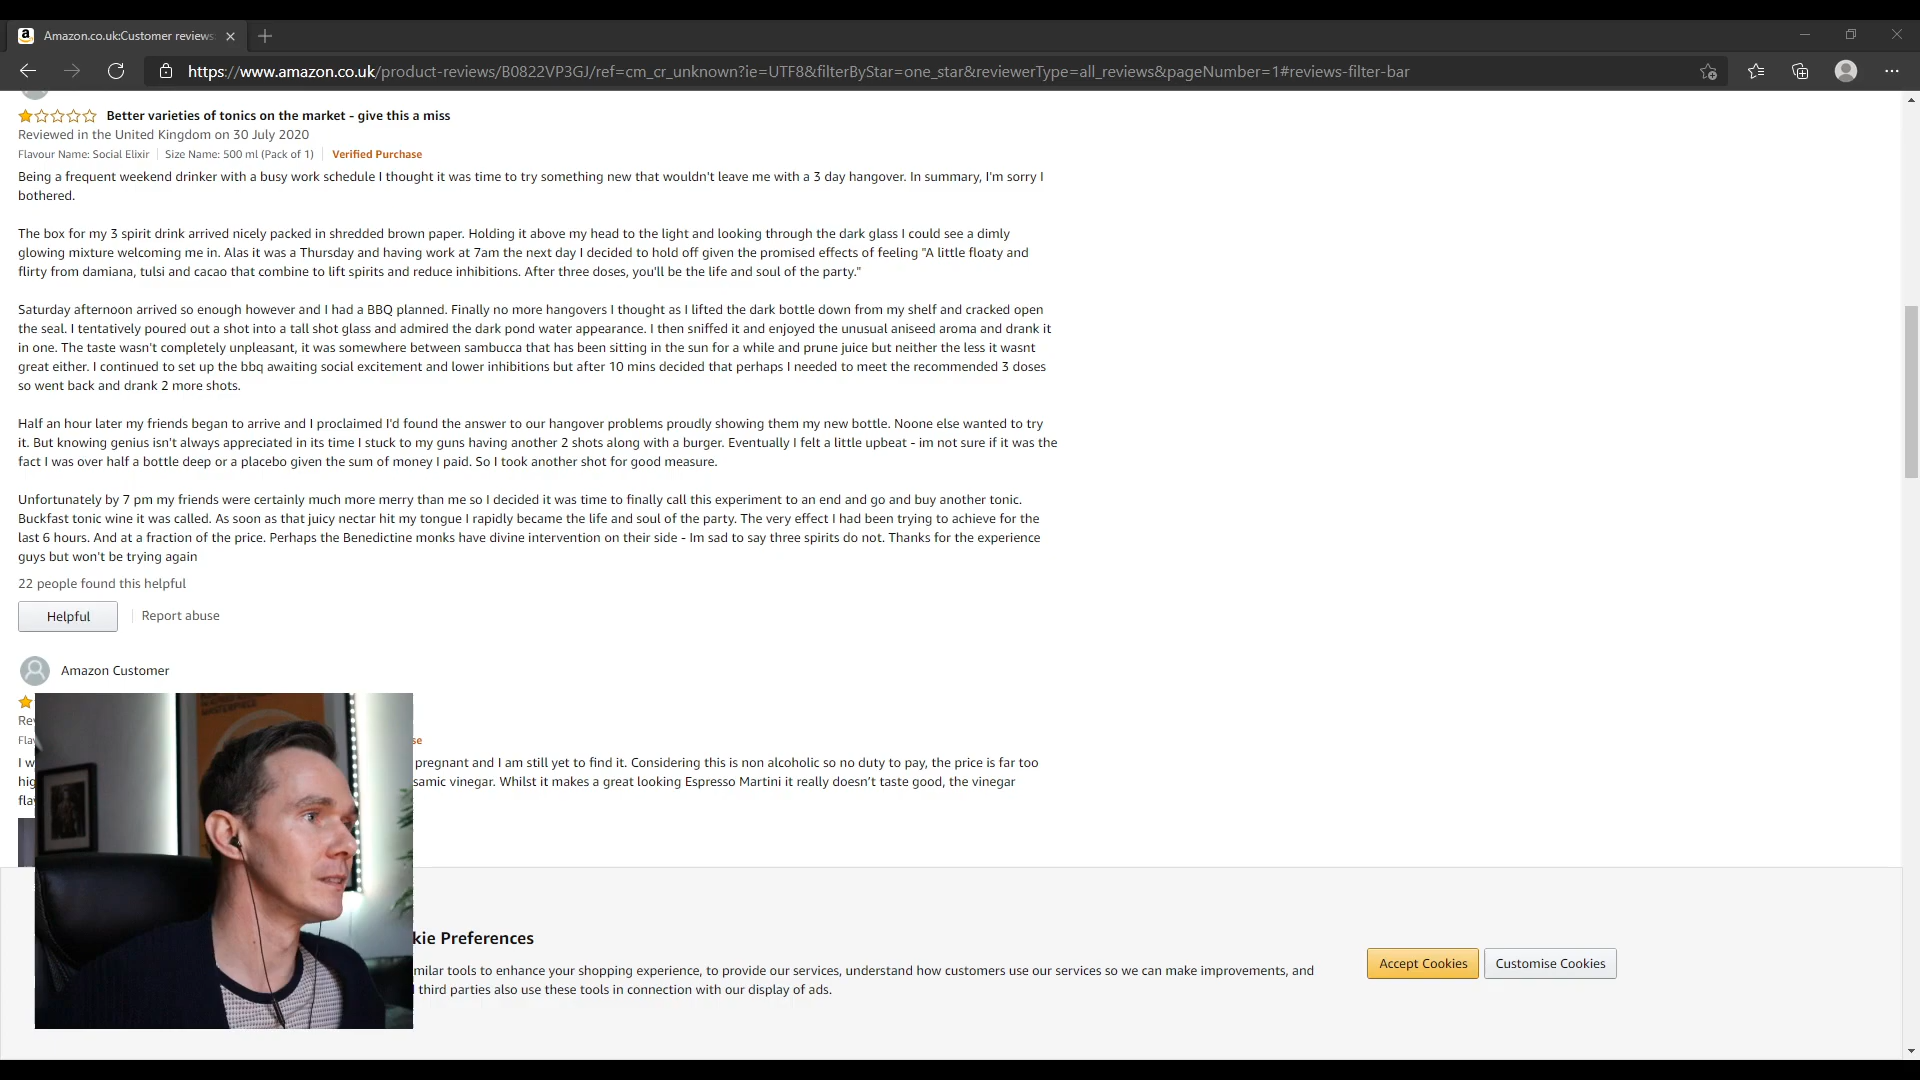 Amazon.co.uk:Customer reviews:
https://www.amazon.co.uk/product-reviews/B0822VP3GJ/ref=cm_cr_unknown?ie=UTF8&filterByStar=one_star&reviewerType=all_reviews&pageNumber=1#reviews-filter-bar
Better varieties of tonics on the market - give this a miss
Reviewed in the United Kingdom on 30 July 2020
Flavour Name: Social Elixir Size Name: 500 ml (Pack of 1) Verified Purchase
Being a frequent weekend drinker with a busy work schedule I thought it was time to try something new that wouldn't leave me with a 3 day hangover. In summary, I'm sorry I
bothered.
The box for my 3 spirit drink arrived nicely packed in shredded brown paper. Holding it above my head to the light and looking through the dark glass I could see a dimly
glowing mixture welcoming me in. Alas it was a Thursday and having work at 7am the next day I decided to hold off given the promised effects of feeling "A little floaty and
flirty from damiana, tulsi and cacao that combine to lift spirits and reduce inhibitions. After three doses, you'll be the life and soul of the party."
Saturday afternoon arrived so enough however and I had a BBQ planned. Finally no more hangovers I thought as I lifted the dark bottle down from my shelf and cracked open
the seal. I tentatively poured out a shot into a tall shot glass and admired the dark pond water appearance. I then sniffed it and enjoyed the unusual aniseed aroma and drank it
in one. The taste wasn't completely unpleasant, it was somewhere between sambucca that has been sitting in the sun for a while and prune juice but neither the less it wasnt
great either. I continued to set up the bbq awaiting social excitement and lower inhibitions but after 10 mins decided that perhaps I needed to meet the recommended 3 doses
so went back and drank 2 more shots.
Half an hour later my friends began to arrive and I proclaimed I'd found the answer to our hangover problems proudly showing them my new bottle. Noone else wanted to try
it. But knowing genius isn't always appreciated in its time I stuck to my guns having another 2 shots along with a burger. Eventually I felt a little upbeat - im not sure if it was the
fact I was over half a bottle deep or a placebo given the sum of money I paid. So I took another shot for good measure.
Unfortunately by 7 pm my friends were certainly much more merry than me so I decided it was time to finally call this experiment to an end and go and buy another tonic.
Buckfast tonic wine it was called. As soon as that juicy nectar hit my tongue I rapidly became the life and soul of the party. The very effect I had been trying to achieve for the
last 6 hours. And at a fraction of the price. Perhaps the Benedictine monks have divine intervention on their side - Im sad to say three spirits do not. Thanks for the experience
guys but won't be trying again
22 people found this helpful
Helpful Report abuse
Amazon Customer
I w pregnant and I am still yet to find it. Considering this is non alcoholic so no duty to pay, the price is far too
samic vinegar. Whilst it makes a great looking Espresso Martini it really doesn't taste good, the vinegar
kie Preferences
milar tools to enhance your shopping experience, to provide our services, understand how customers use our services so we can make improvements, and
third parties also use these tools in connection with our display of ads.
Accept Cookies Customise Cookies